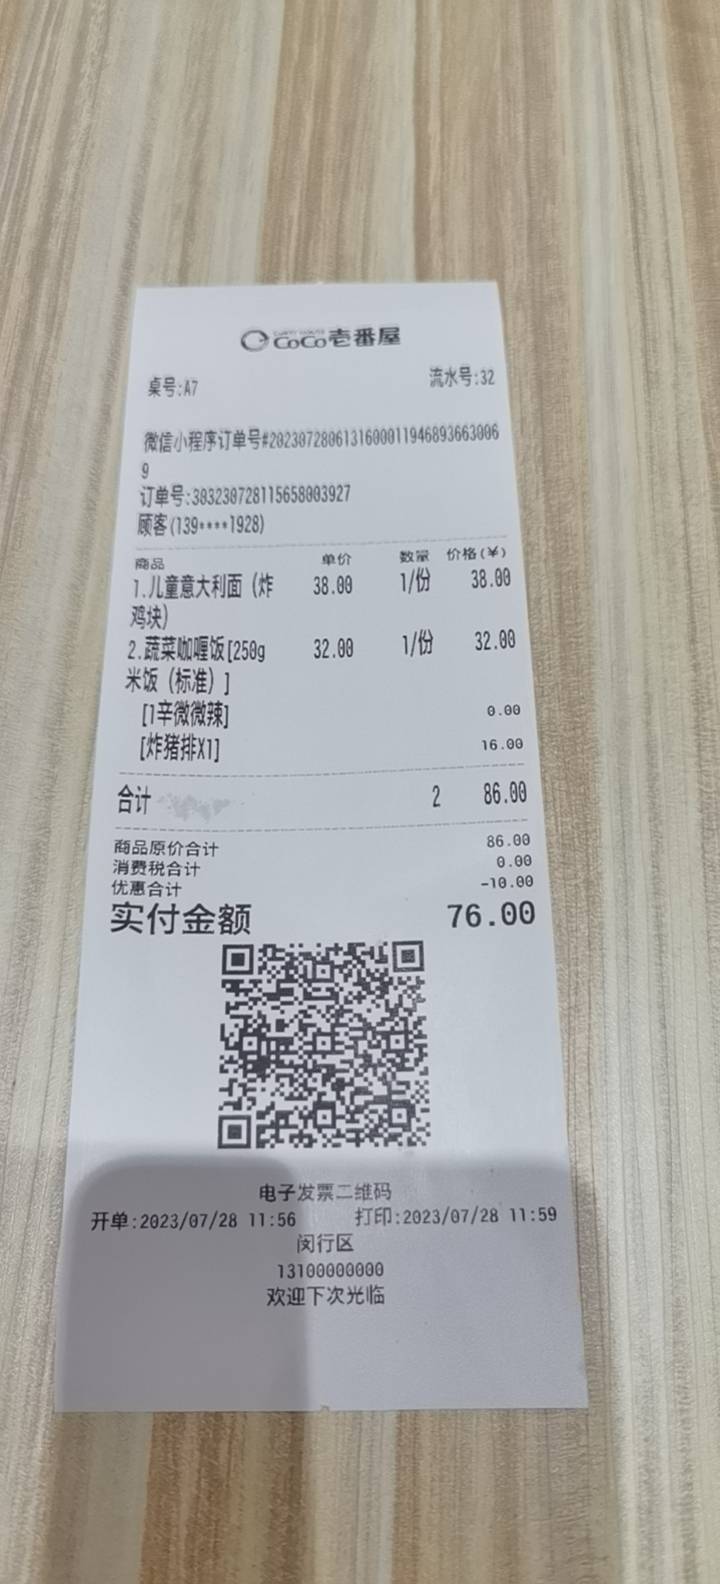 CoCo壱番屋
桌号:A7 流水号:32
微信小程序订单号#20230728061316000119468936630069
9
订单号:303230728115658003927
顾客(139****1928)
商品 单价 数量 价格(¥)
1.儿童意大利面（炸 38.00 1/份 38.00
鸡块）
2.蔬菜咖喱饭[250g 32.00 1/份 32.00
米饭（标准）]
[1辛微微辣] 0.00
[炸猪排X1] 16.00
合计 2 86.00
商品原价合计 86.00
消费税合计 0.00
优惠合计 -10.00
实付金额 76.00
电子发票二维码
开单:2023/07/28 11:56 打印:2023/07/28 11:59
闵行区
13100000000
欢迎下次光临